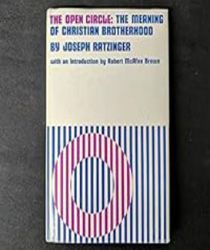 THE OPEN CIRCLE: THE MEANING
OF CHRISTIAN BROTHERHOOD
BY JOSEPH RATZINGER
with an Introduction by Robert McAfee Brown